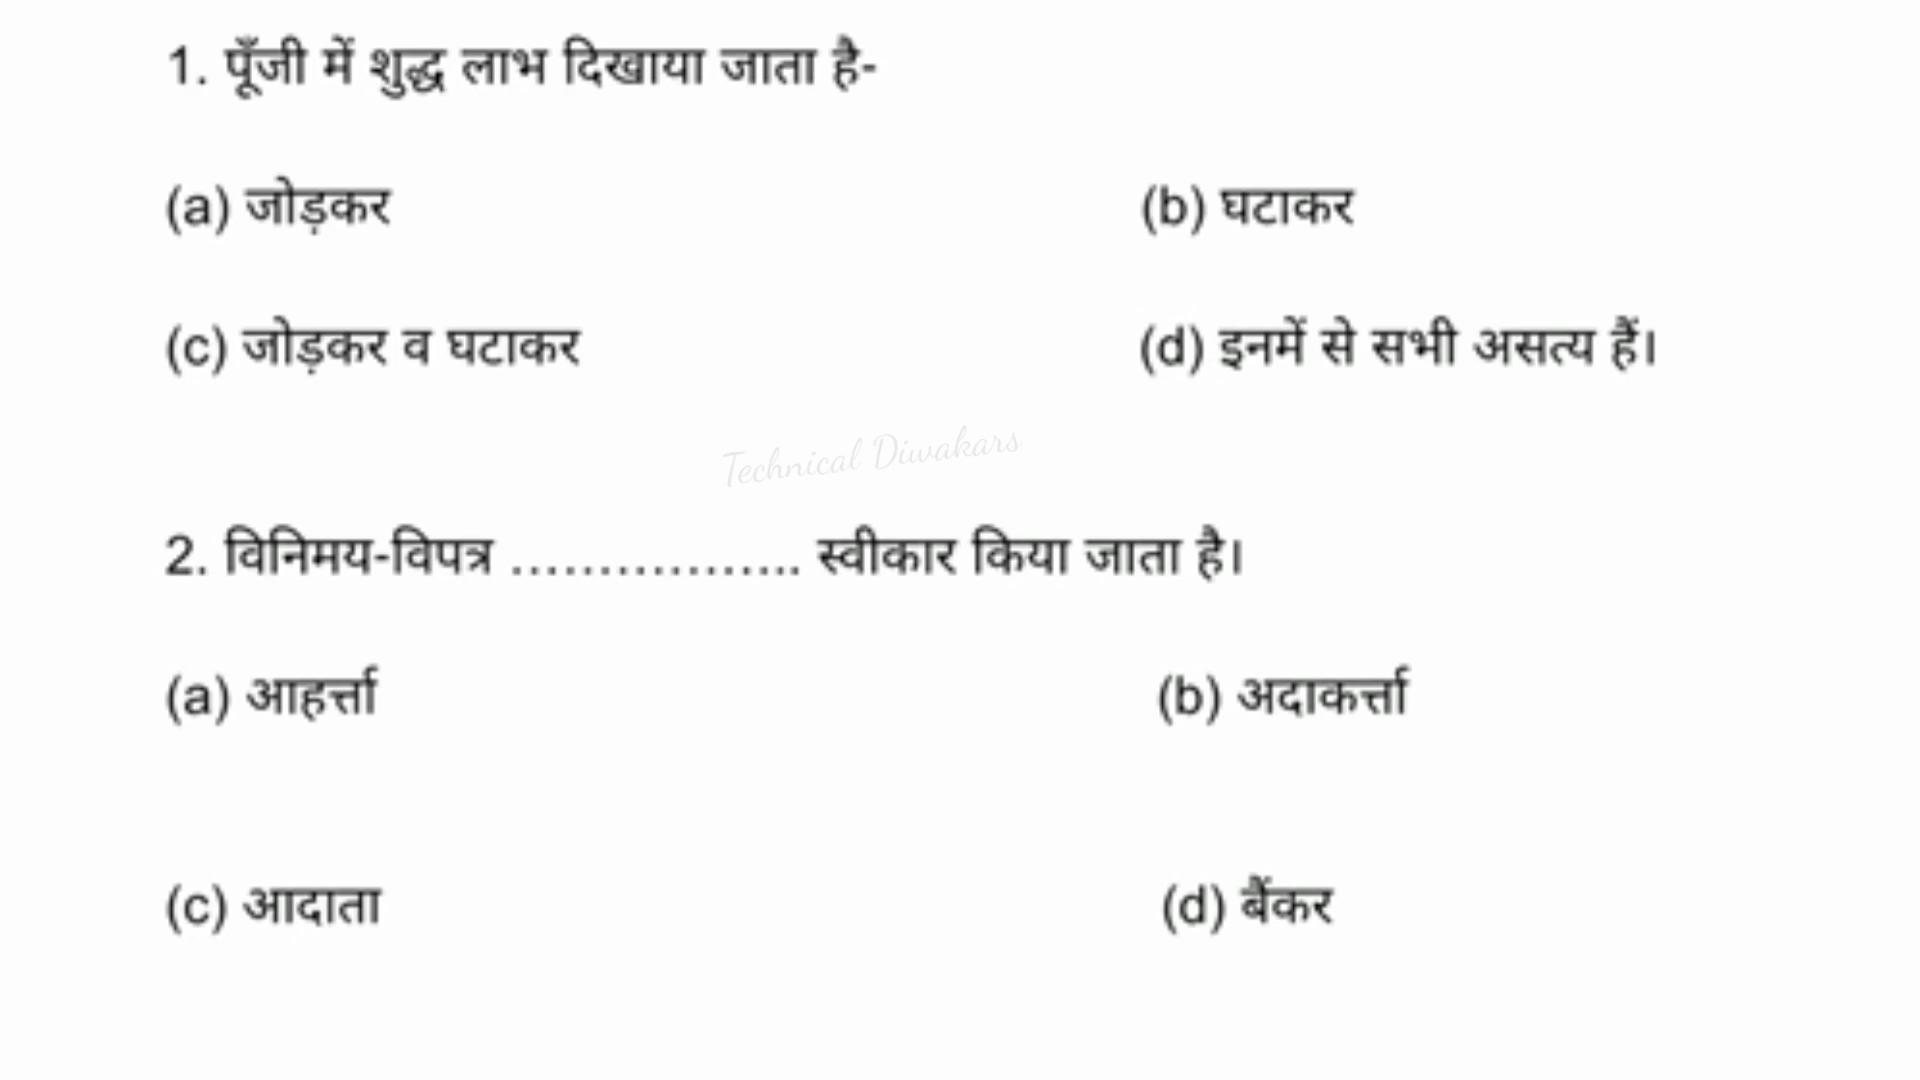 1. पूँजी में शुद्ध लाभ दिखाया जाता है-
(a) जोड़कर (b) घटाकर
(c) जोड़कर व घटाकर (d) इनमें से सभी असत्य हैं।
Technical Diwakars
2. विनिमय-विपत्र ................. स्वीकार किया जाता है।
(a) आहर्त्ता (b) अदाकर्त्ता
(c) आदाता (d) बैंकर